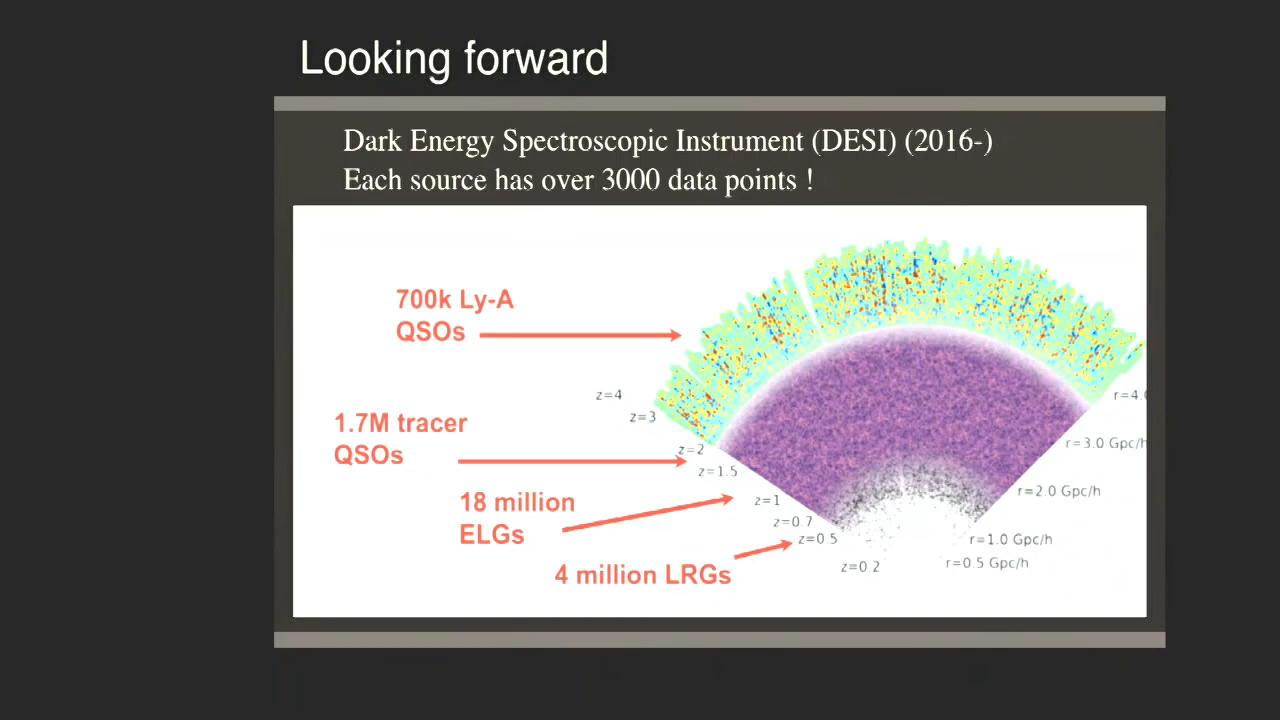 Looking forward
Dark Energy Spectroscopic Instrument (DESI) (2016-)
Each source has over 3000 data points !
700k Ly-A
QSOs
z=4
r=4.0
z=3
1.7M tracer
QSOs
r=3.0 Gpc/h
z=2
z=1.5
r=2.0 Gpc/h
18 million
ELGs
z=1
z=0.7
z=0.5
r=1.0 Gpc/h
r=0.5 Gpc/h
z=0.2
4 million LRGs